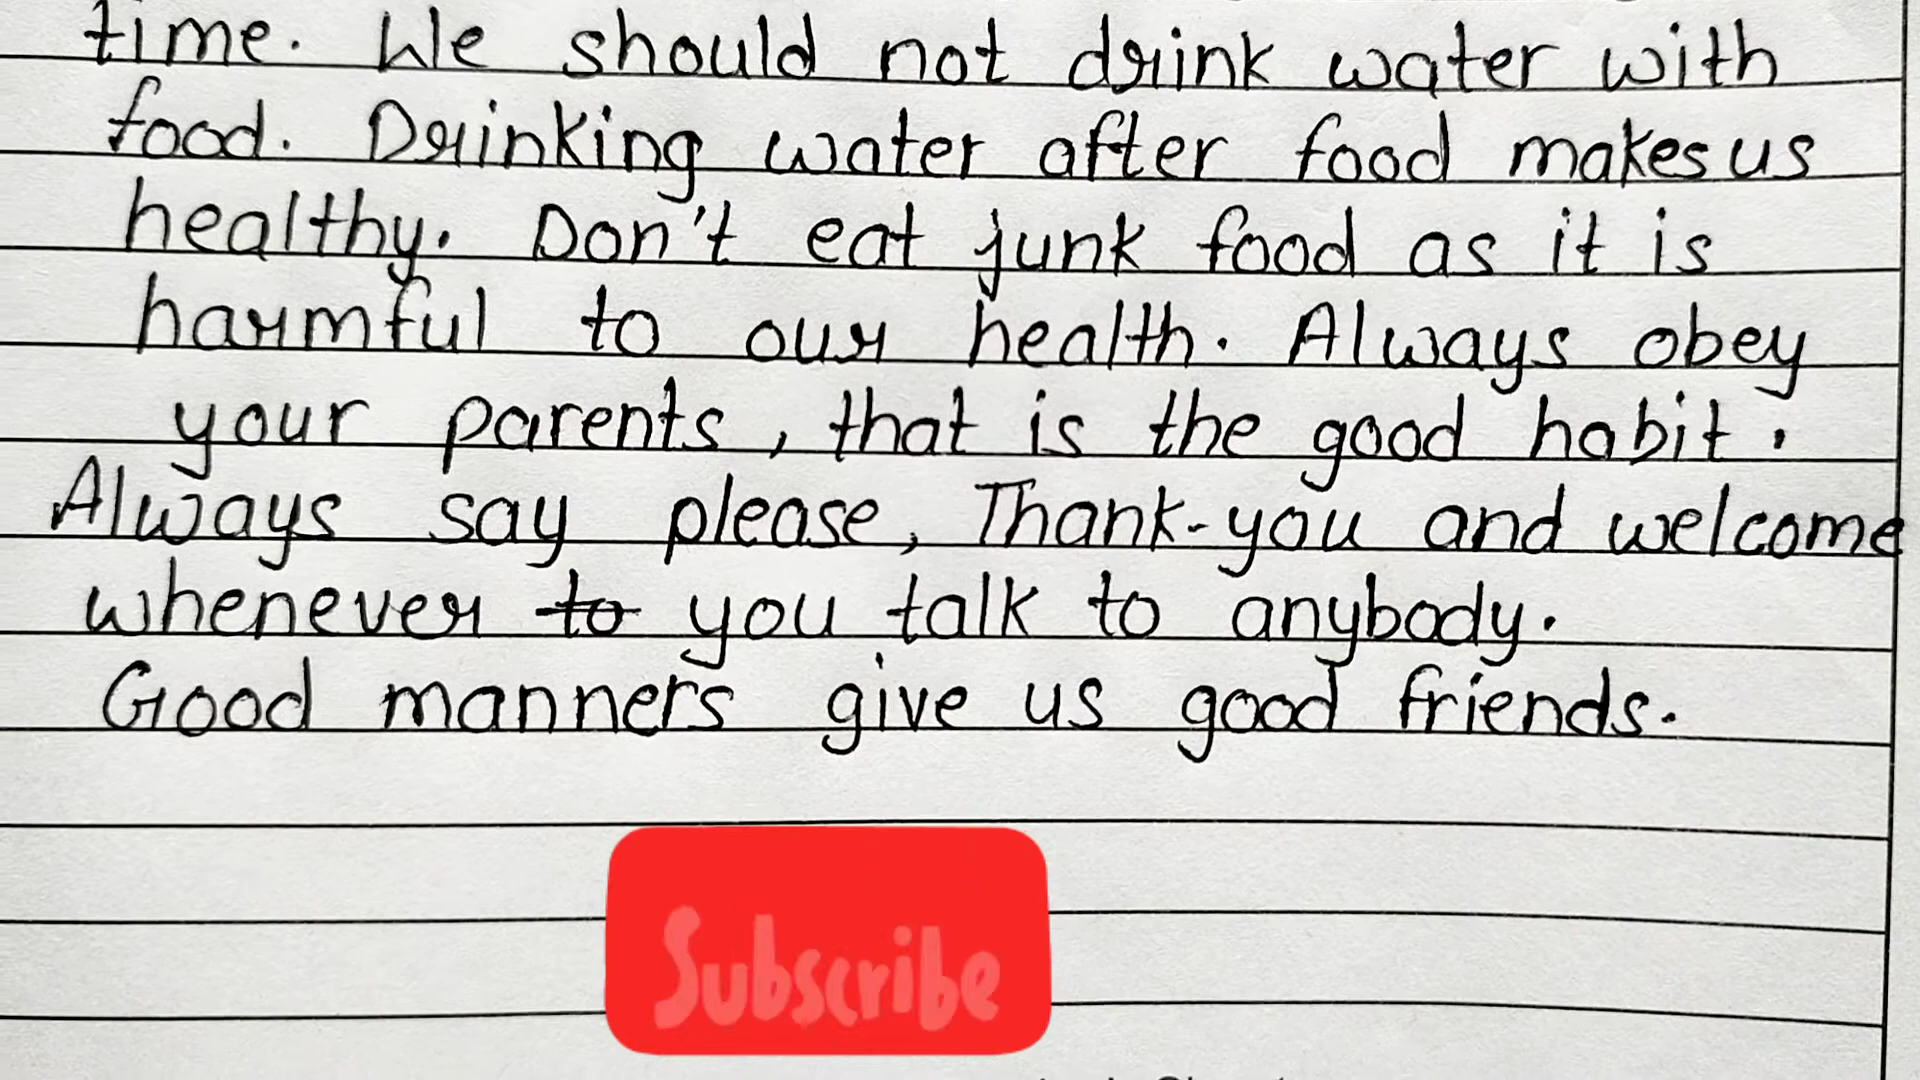 time. We should not drink water with
food. Drinking water after food makes us
healthy. Don't eat junk food as it is
harmful to our health. Always obey
your parents, that is the good habit.
Always say please, Thank-you and welcome
whenever to you talk to anybody.
Good manners give us good friends.
Subscribe